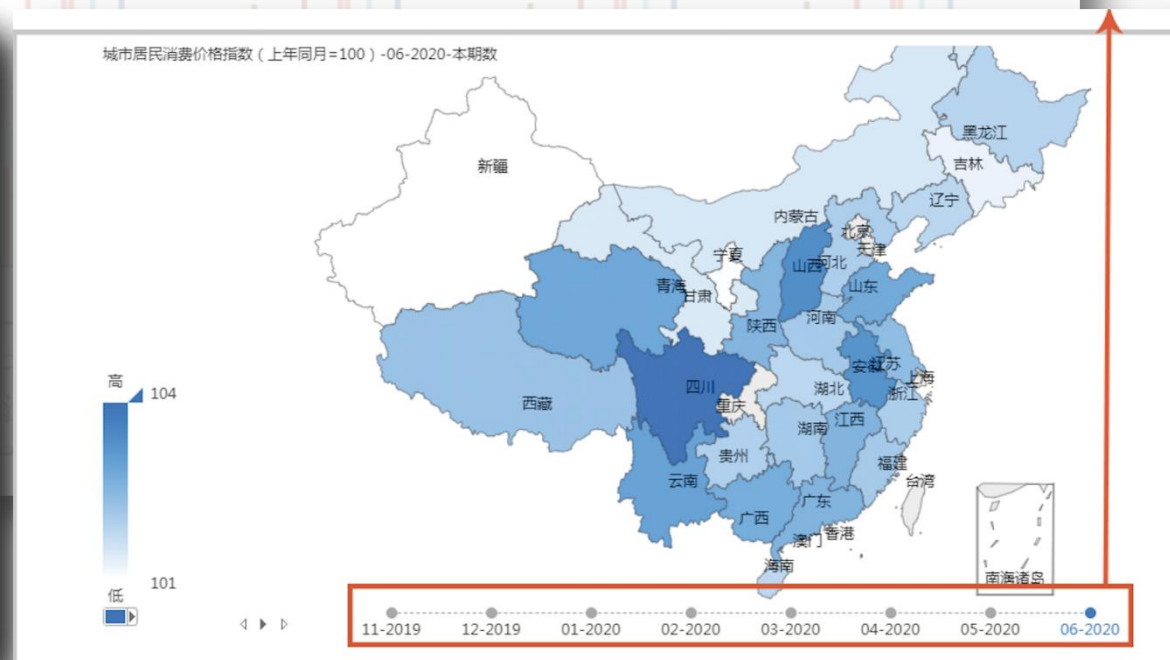 城市居民消费价格指数（上年同月=100）-06-2020-本期数
黑龙江
吉林
新疆
辽宁
内蒙古
北京
天津
宁夏
山西
河北
青海
甘肃
山东
陕西
河南
安徽
江苏
上海
四川
湖北
浙江
高
104
西藏
重庆
江西
湖南
贵州
福建
云南
台湾
广东
广西
香港
澳门
海南
南海诸岛
101
低
11-2019
12-2019
01-2020
02-2020
03-2020
04-2020
05-2020
06-2020